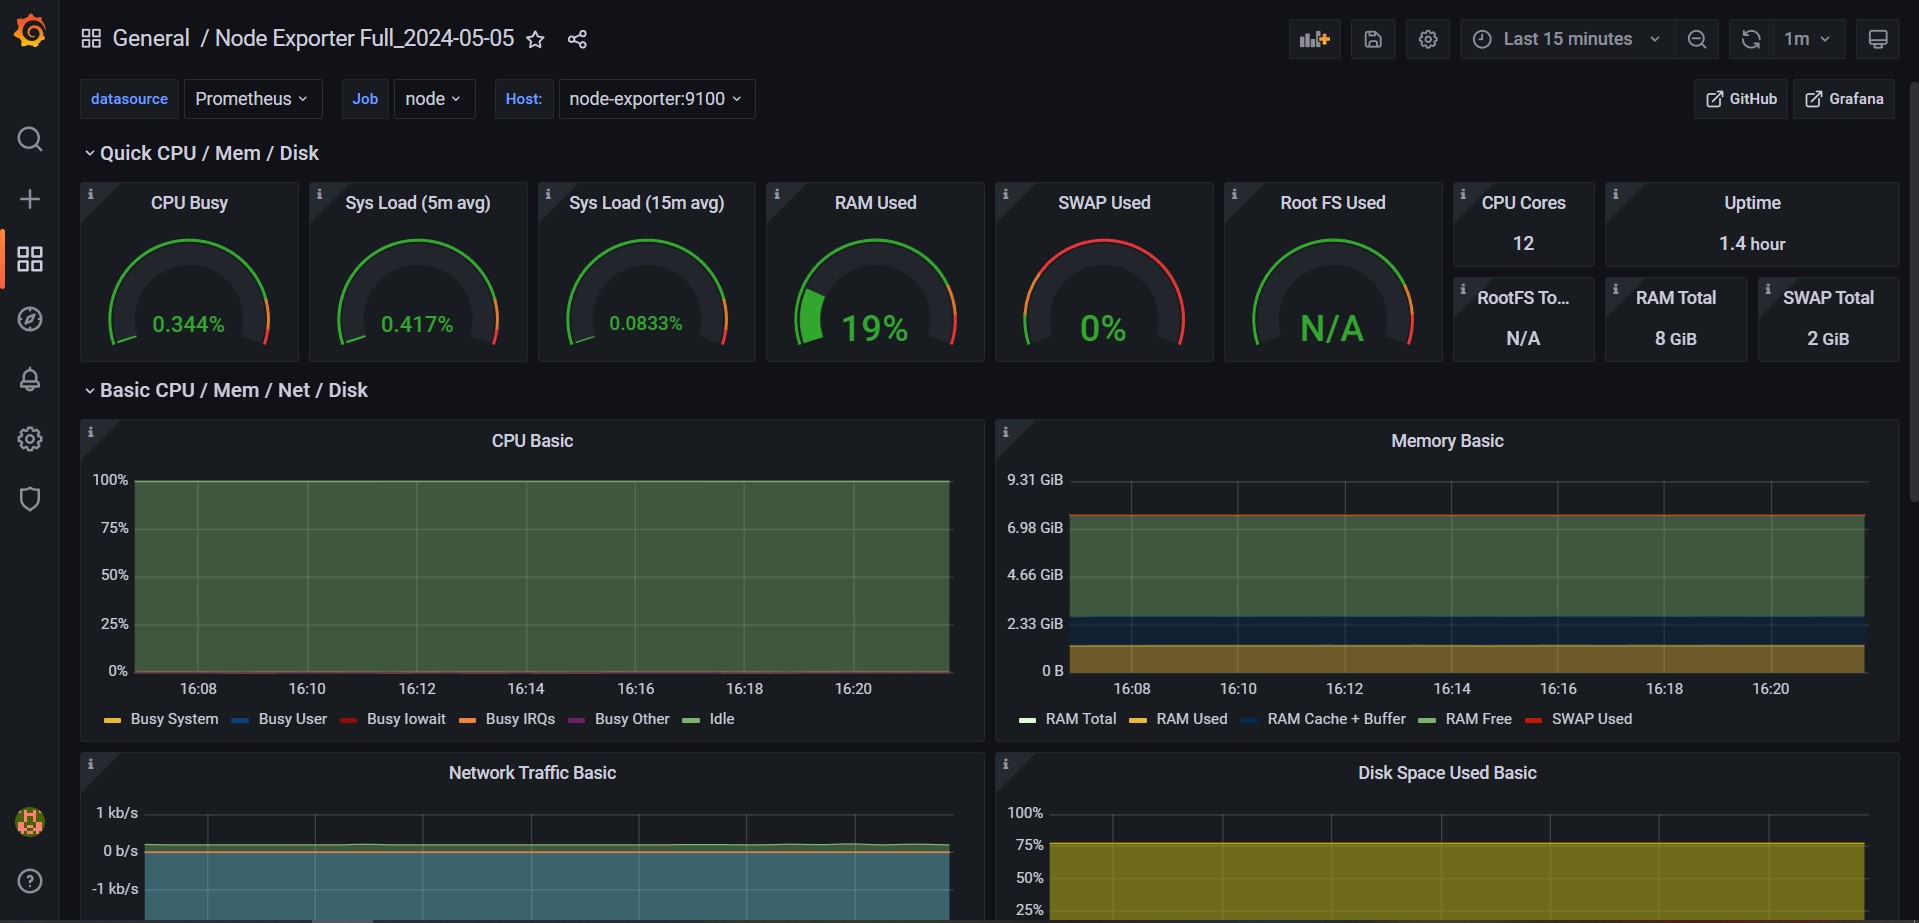 General / Node Exporter Full_2024-05-05
Last 15 minutes
1m
datasource Prometheus Job node Host: node-exporter:9100
GitHub Grafana
Quick CPU / Mem / Disk
CPU Busy
0.344%
Sys Load (5m avg)
0.417%
Sys Load (15m avg)
0.0833%
RAM Used
19%
SWAP Used
0%
Root FS Used
N/A
CPU Cores
12
Uptime
1.4 hour
RootFS To...
N/A
RAM Total
8 GiB
SWAP Total
2 GiB
Basic CPU / Mem / Net / Disk
CPU Basic
100%
75%
50%
25%
0%
16:08 16:10 16:12 16:14 16:16 16:18 16:20
Busy System Busy User Busy Iowait Busy IRQs Busy Other Idle
Memory Basic
9.31 GiB
6.98 GiB
4.66 GiB
2.33 GiB
0 B
16:08 16:10 16:12 16:14 16:16 16:18 16:20
RAM Total RAM Used RAM Cache + Buffer RAM Free SWAP Used
Network Traffic Basic
1 kb/s
0 b/s
-1 kb/s
Disk Space Used Basic
100%
75%
50%
25%